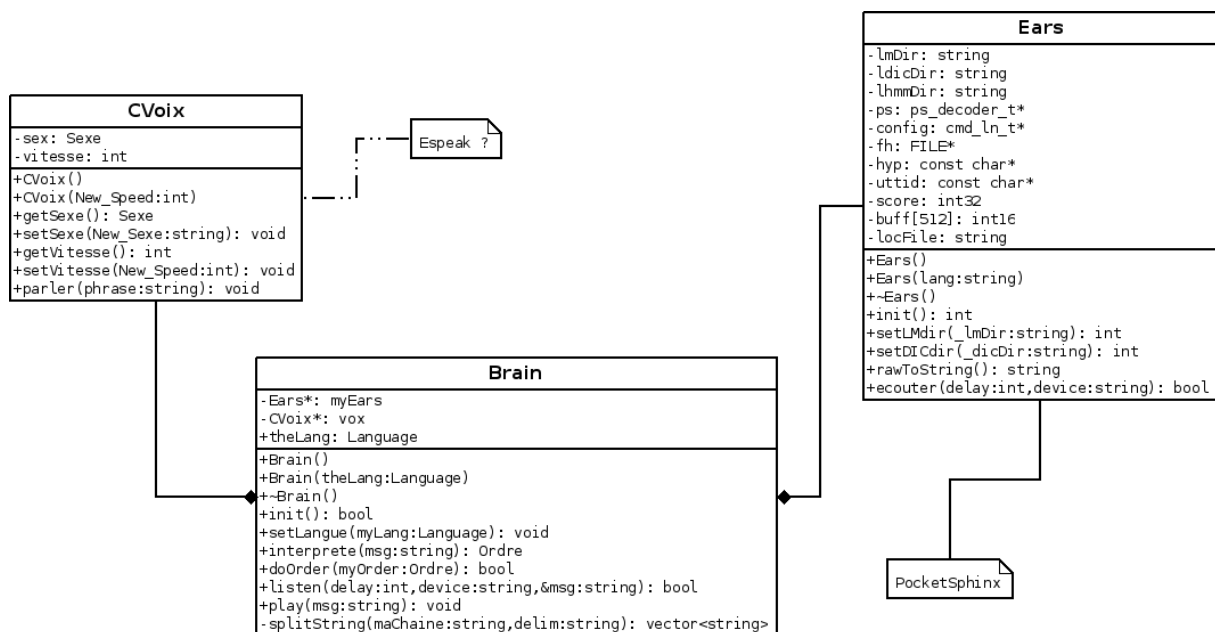 CVoix
-sex: Sexe
-vitesse: int
+CVoix()
+CVoix(New_Speed:int)
+getSexe(): Sexe
+setSexe(New_Sexe:string): void
+getVitesse(): int
+setVitesse(New_Speed:int): void
+parler(phrase:string): void
Espeak ?
Ears
-lmDir: string
-ldicDir: string
-lhmmDir: string
-ps: ps_decoder_t*
-config: cmd_ln_t*
-fh: FILE*
-hyp: const char*
-uttid: const char*
-score: int32
-buff[512]: int16
-locFile: string
+Ears()
+Ears(lang:string)
+~Ears()
+init(): int
+setLMdir(_lmDir:string): int
+setDICdir(_dicDir:string): int
+rawToString(): string
+ecouter(delay:int,device:string): bool
Brain
-Ears*: myEars
-CVoix*: vox
+theLang: Language
+Brain()
+Brain(theLang:Language)
+~Brain()
+init(): bool
+setLangue(myLang:Language): void
+interprete(msg:string): Ordre
+doOrder(myOrder:Ordre): bool
+listen(delay:int,device:string,&msg:string): bool
+play(msg:string): void
-splitString(maChaine:string,delim:string): vector<string>
PocketSphinx